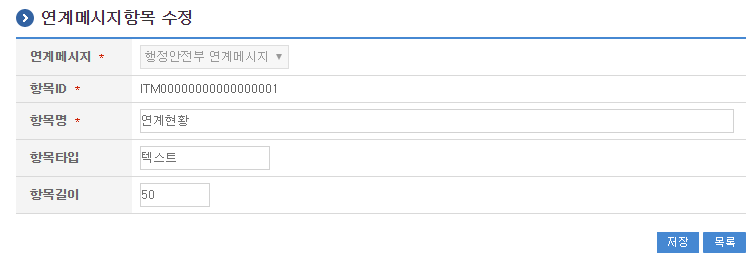 연계메시지항목 수정
연계메시지 * 행정안전부 연계메시지 ▼
항목ID * ITM00000000000000001
항목명 * 연계현황
항목타입 텍스트
항목길이 50
저장 목록